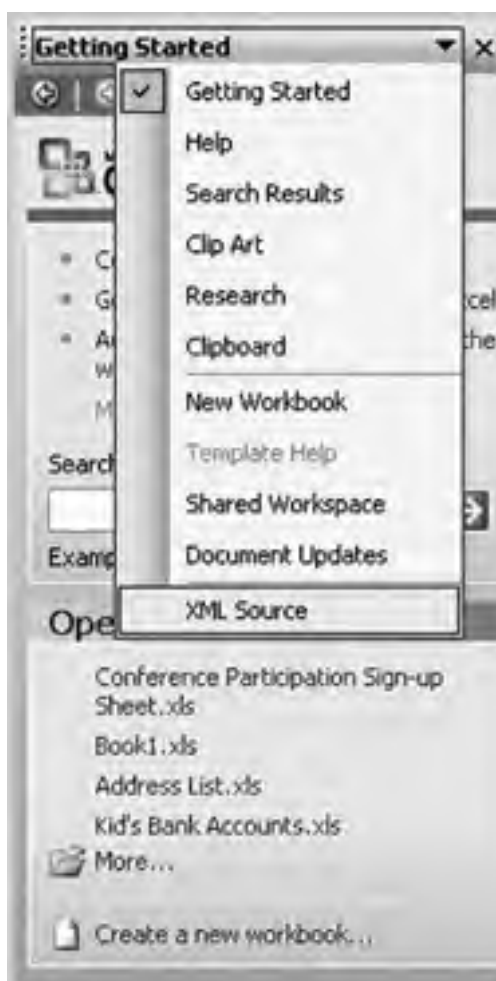 Getting Started
Getting Started
Help
Search Results
Clip Art
Research
Clipboard
New Workbook
Template Help
Shared Workspace
Document Updates
XML Source
Search
Conference Participation Sign-up
Sheet.xls
Book1.xls
Address List.xls
Kid's Bank Accounts.xls
More...
Create a new workbook...